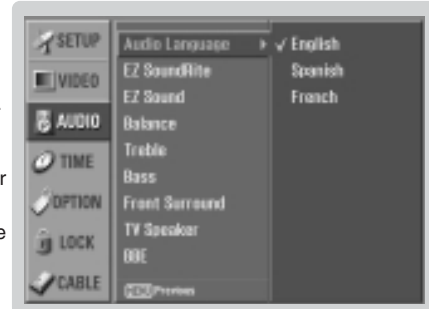 SETUP
VIDEO
AUDIO
TIME
OPTION
LOCK
CABLE
Audio Language ▶ ✓ English
EZ SoundRite Spanish
EZ Sound French
Balance
Treble
Bass
Front Surround
TV Speaker
BBE
MENU Previous
r
e